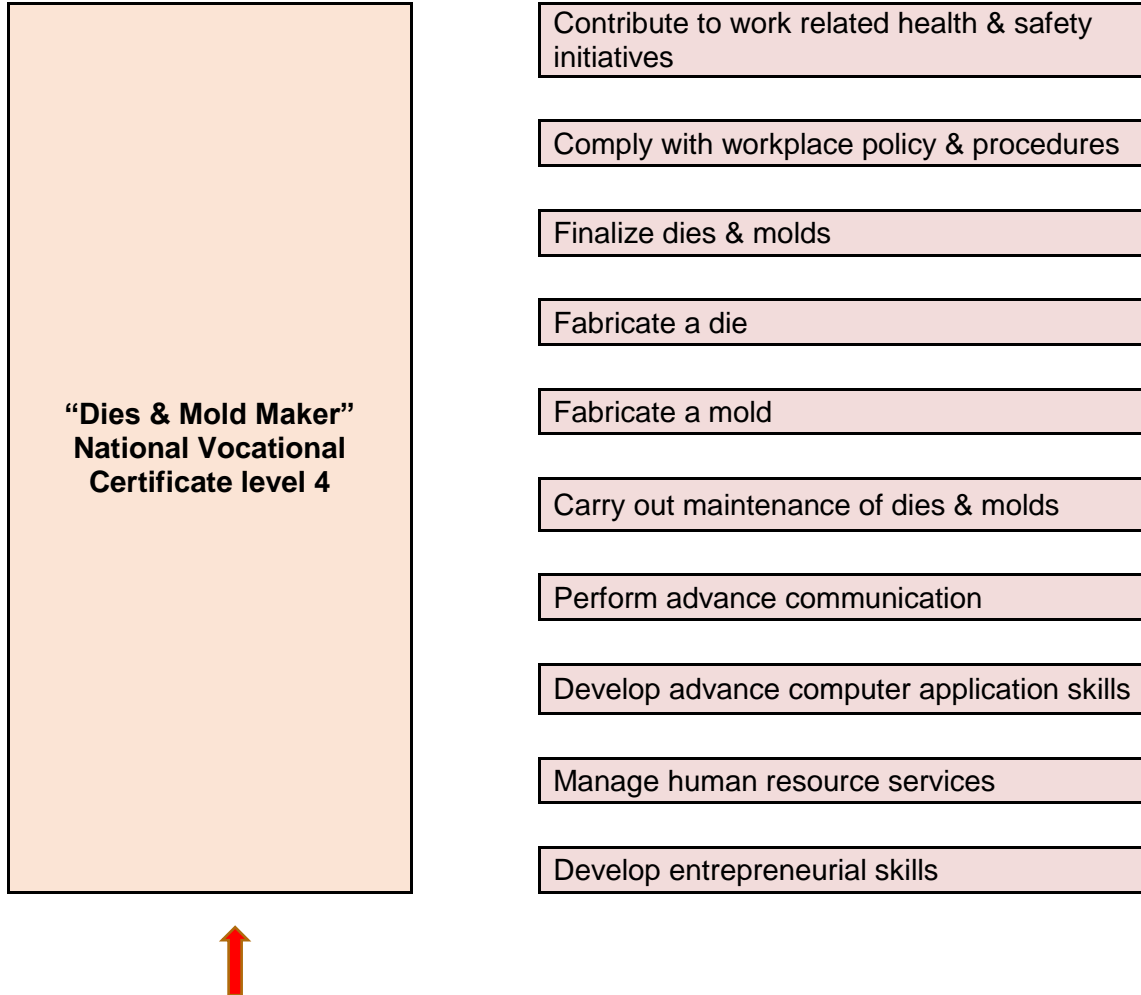 “Dies & Mold Maker”
National Vocational
Certificate level 4
Contribute to work related health & safety
initiatives
Comply with workplace policy & procedures
Finalize dies & molds
Fabricate a die
Fabricate a mold
Carry out maintenance of dies & molds
Perform advance communication
Develop advance computer application skills
Manage human resource services
Develop entrepreneurial skills